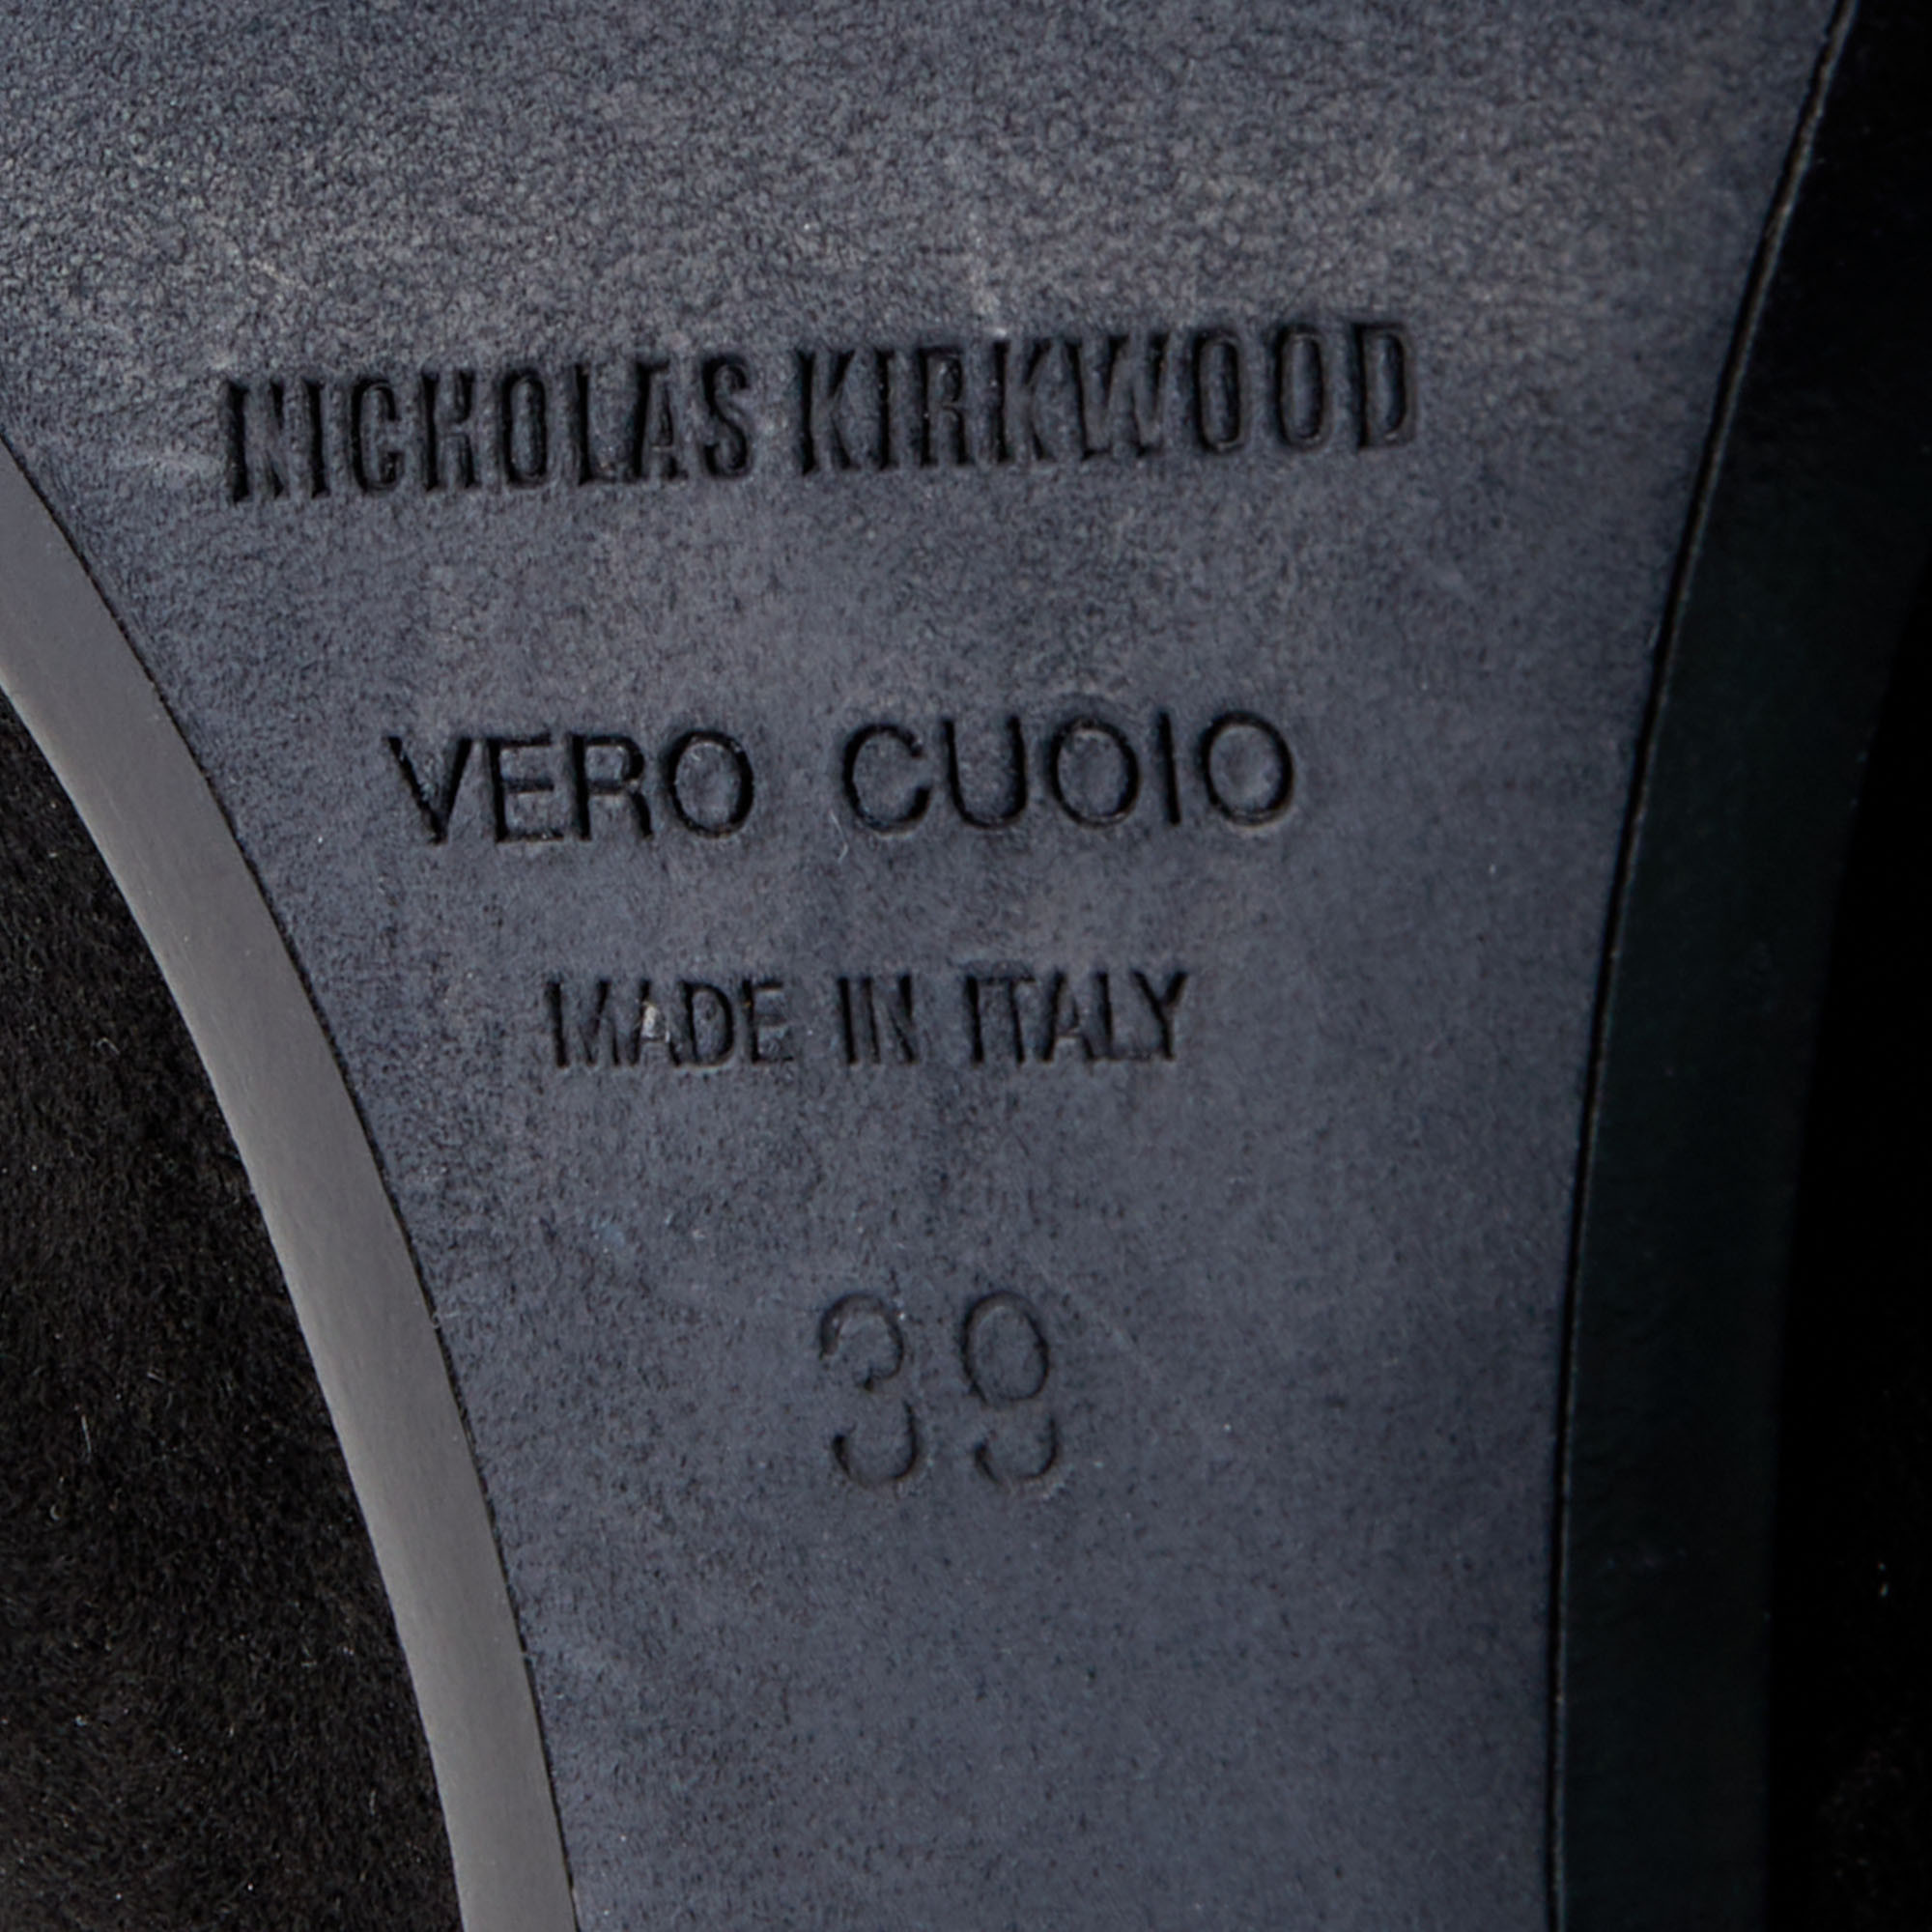 NICHOLAS KIRKWOOD
VERO CUOIO
MADE IN ITALY
39